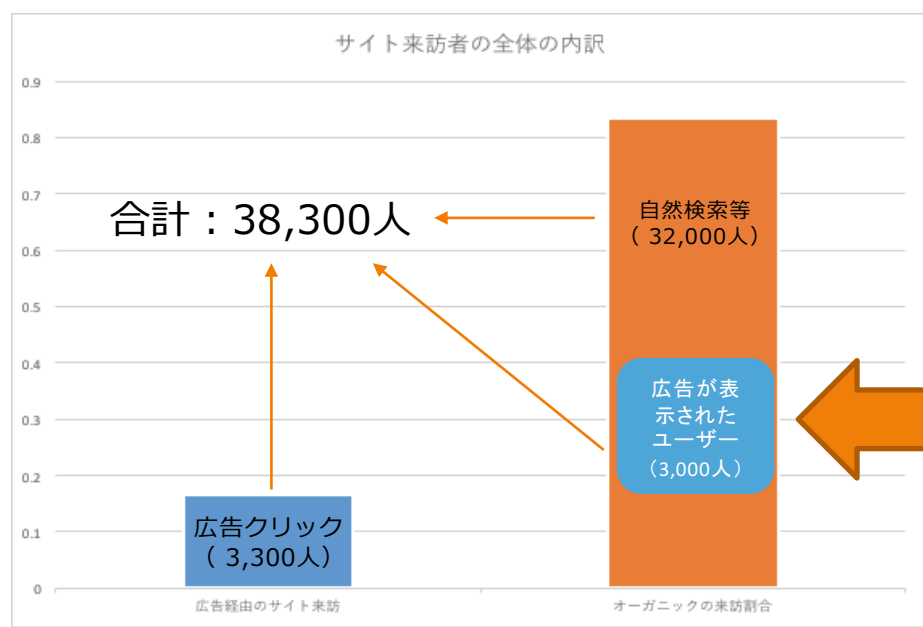 サイト来訪者の全体の内訳
0.9
0.8
0.7
0.6
0.5
0.4
0.3
0.2
0.1
0
合計：38,300人
自然検索等
（ 32,000人）
広告が表
示された
ユーザー
（3,000人）
広告クリック
（ 3,300人）
広告経由のサイト来訪
オーガニックの来訪割合